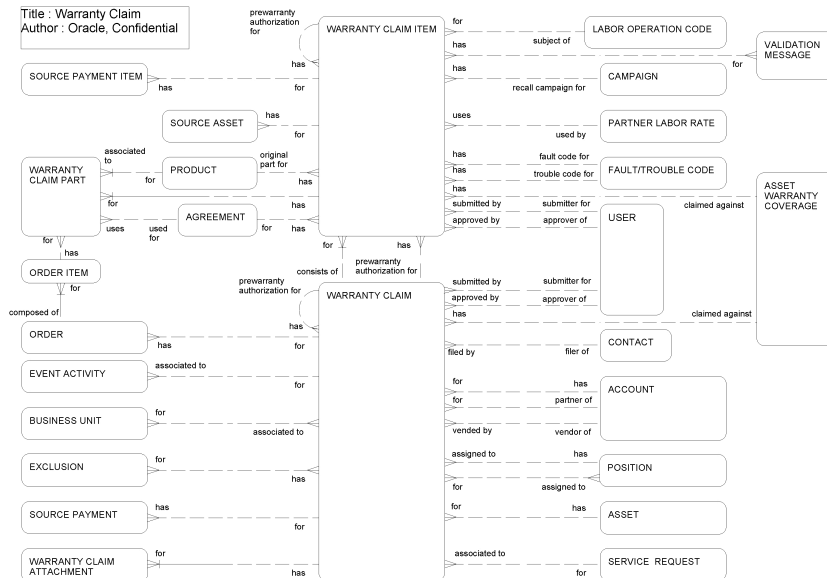 Title : Warranty Claim
Author : Oracle, Confidential
prewarranty
authorization
for
has
WARRANTY CLAIM ITEM
for
subject of
LABOR OPERATION CODE
has
for
VALIDATION
MESSAGE
SOURCE PAYMENT ITEM
has
for
has
recall campaign for
CAMPAIGN
SOURCE ASSET
has
for
uses
used by
PARTNER LABOR RATE
WARRANTY
CLAIM PART
associated
to
for
PRODUCT
original
part for
has
has
fault code for
has
trouble code for
FAULT/TROUBLE CODE
for
has
has
claimed against
ASSET
WARRANTY
COVERAGE
uses
used
for
AGREEMENT
for
has
submitted by
submitter for
approved by
approver of
USER
for
has
ORDER ITEM
for
composed of
for
consists of
has
prewarranty
authorization for
prewarranty
authorization for
has
WARRANTY CLAIM
submitted by
submitter for
approved by
approver of
has
claimed against
ORDER
has
for
filed by
filer of
CONTACT
EVENT ACTIVITY
associated to
for
for
has
for
partner of
vended by
vendor of
ACCOUNT
BUSINESS UNIT
for
associated to
EXCLUSION
for
has
assigned to
has
for
assigned to
POSITION
SOURCE PAYMENT
has
for
for
has
ASSET
WARRANTY CLAIM
ATTACHMENT
for
has
associated to
for
SERVICE REQUEST